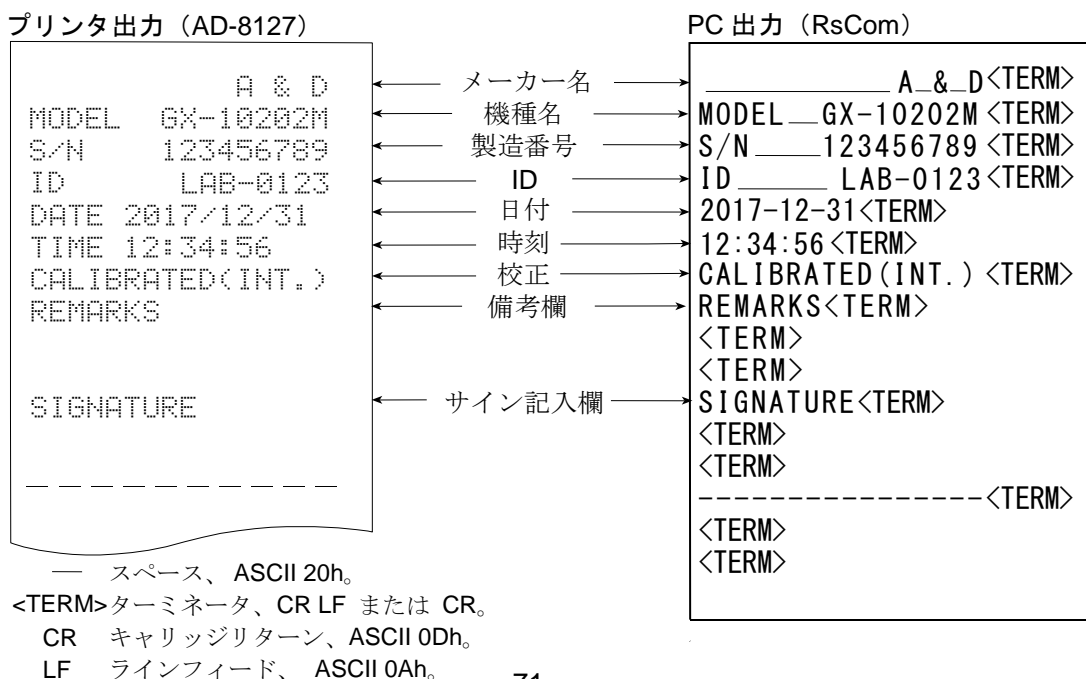 プリンタ出力（AD-8127）
A & D
MODEL GX-10202M
S/N 123456789
ID LAB-0123
DATE 2017/12/31
TIME 12:34:56
CALIBRATED(INT.)
REMARKS
SIGNATURE
メーカー名
機種名
製造番号
ID
日付
時刻
校正
備考欄
サイン記入欄
PC 出力（RsCom）
A_&_D<TERM>
MODEL__GX-10202M<TERM>
S/N____123456789<TERM>
ID______LAB-0123<TERM>
2017-12-31<TERM>
12:34:56<TERM>
CALIBRATED(INT.)<TERM>
REMARKS<TERM>
<TERM>
<TERM>
SIGNATURE<TERM>
<TERM>
<TERM>
----------------<TERM>
<TERM>
<TERM>
— スペース、ASCII 20h。
<TERM>ターミネータ、CR LF または CR。
CR キャリッジリターン、ASCII 0Dh。
LF ラインフィード、 ASCII 0Ah。